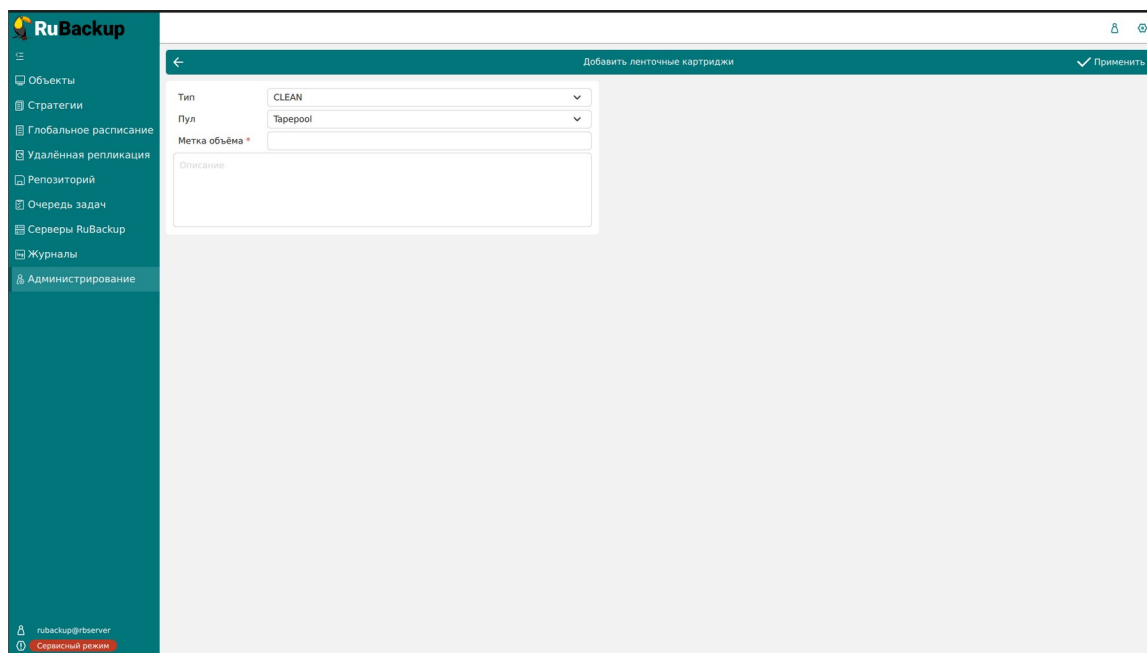 RuBackup
Объекты
Стратегии
Глобальное расписание
Удалённая репликация
Репозиторий
Очередь задач
Серверы RuBackup
Журналы
Администрирование
rubackup@rbserver
Сервисный режим
Добавить ленточные картриджи
Применить
Тип
CLEAN
Пул
Tapepool
Метка объёма *
Описание